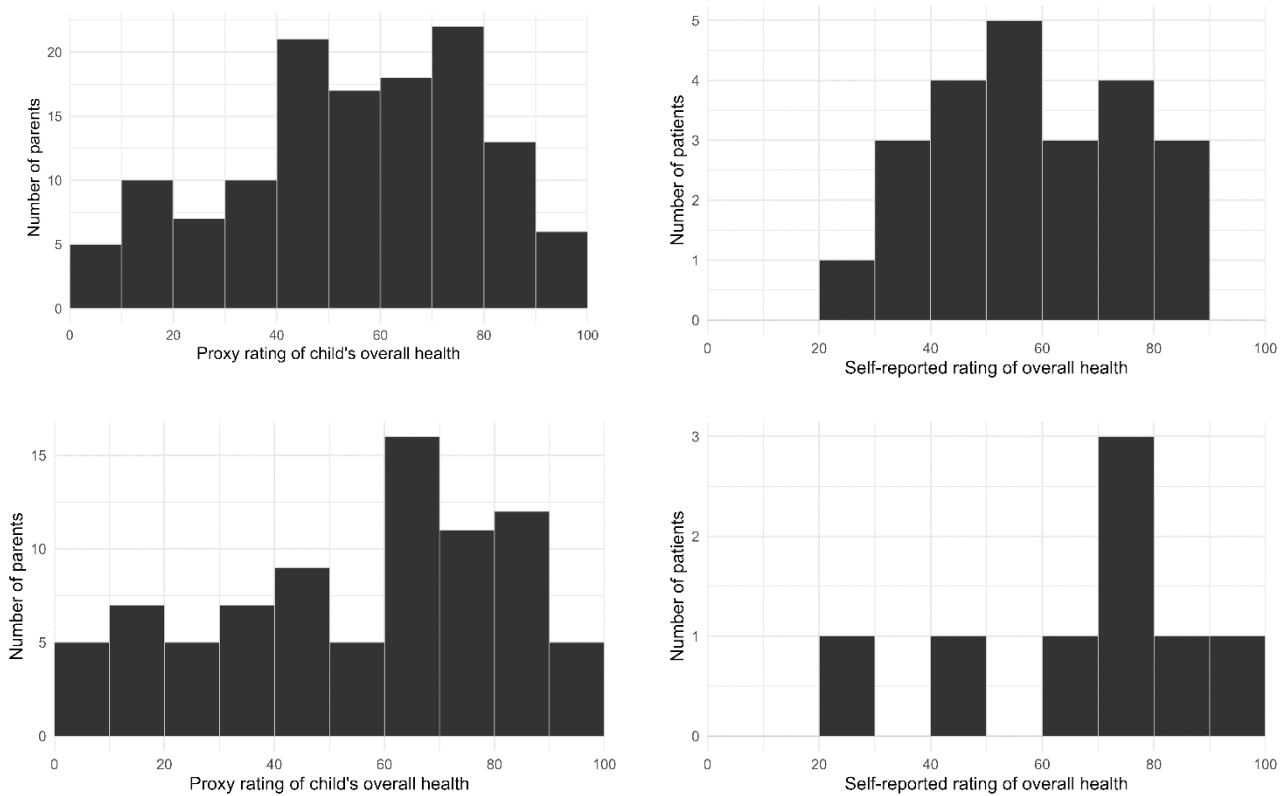 Number of parents
20
15
10
5
0
0 20 40 60 80 100
Proxy rating of child's overall health
Number of patients
5
4
3
2
1
0
0 20 40 60 80 100
Self-reported rating of overall health
Number of parents
15
10
5
0
0 20 40 60 80 100
Proxy rating of child's overall health
Number of patients
3
2
1
0
0 20 40 60 80 100
Self-reported rating of overall health